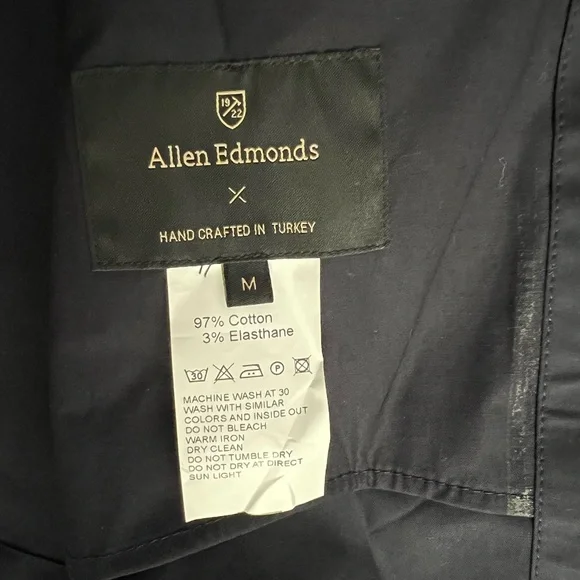 19 22
Allen Edmonds
HAND CRAFTED IN TURKEY
M
97% Cotton
3% Elasthane
30 P
MACHINE WASH AT 30
WASH WITH SIMILAR
COLORS AND INSIDE OUT
DO NOT BLEACH
WARM IRON
DRY CLEAN
DO NOT TUMBLE DRY
DO NOT DRY AT DIRECT
SUN LIGHT